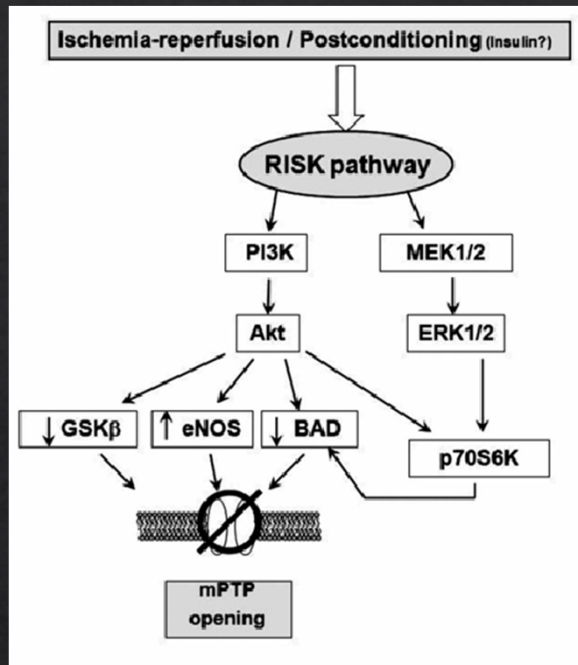 Ischemia-reperfusion / Postconditioning (Insulin?)
RISK pathway
PI3K
MEK1/2
Akt
ERK1/2
↓ GSKβ
↑ eNOS
↓ BAD
p70S6K
mPTP
opening